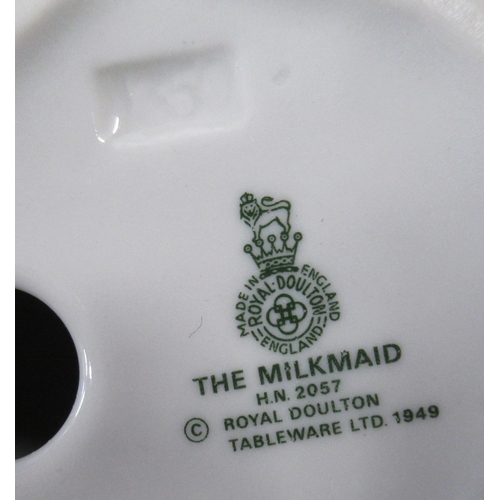 MADE IN ENGLAND
ROYAL·DOULTON
ENGLAND
THE MILKMAID
H.N. 2057
© ROYAL DOULTON
TABLEWARE LTD. 1949